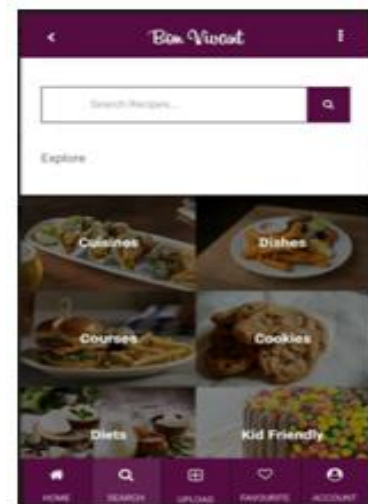 Bon Vivant
Search Recipes...
Explore
Cuisines Dishes
Courses Cookies
Diets Kid Friendly
HOME SEARCH UPLOAD FAVOURITE ACCOUNT